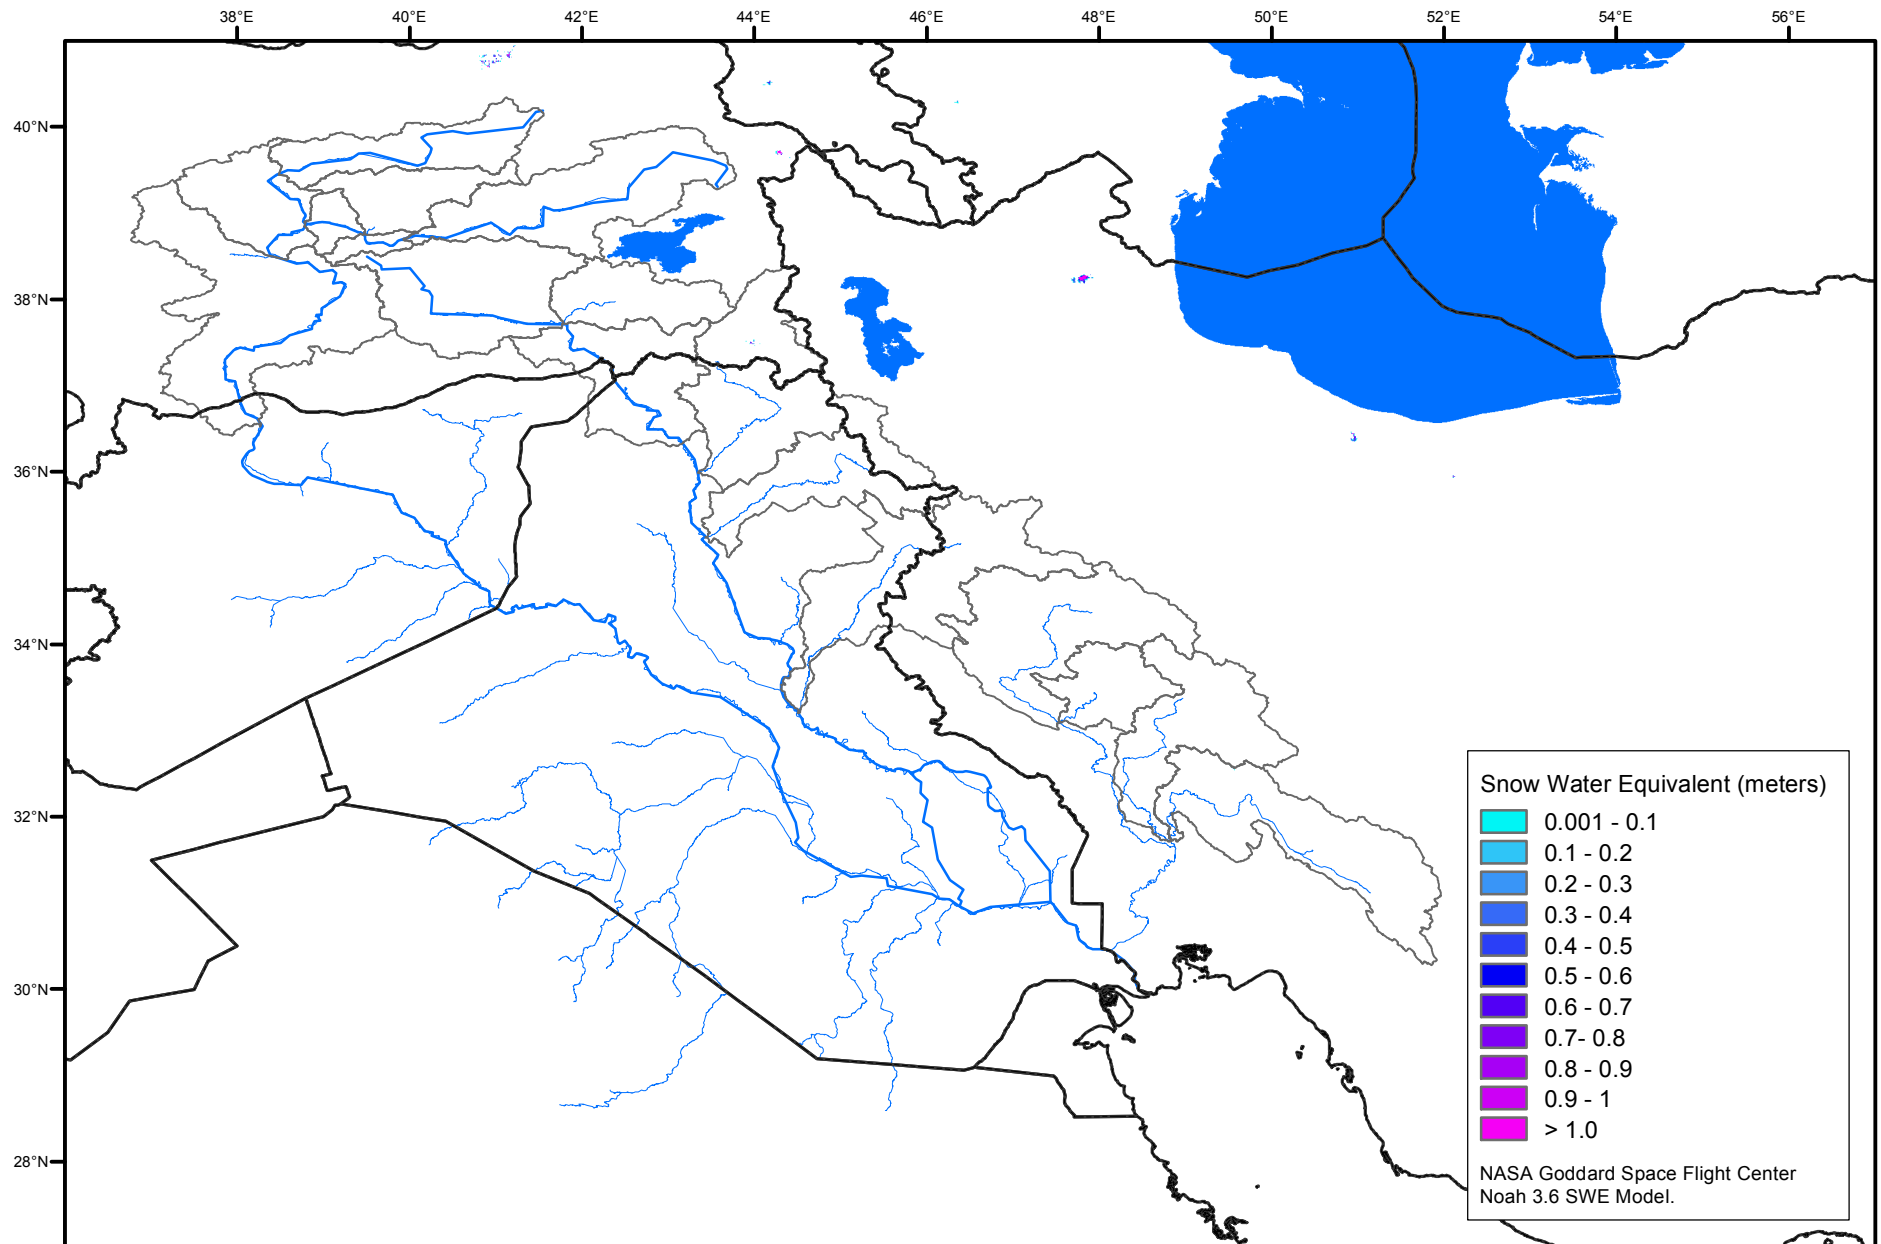 38°E 40°E 42°E 44°E 46°E 48°E 50°E 52°E 54°E 56°E
40°N
38°N
36°N
34°N
32°N
30°N
28°N
Snow Water Equivalent (meters)
0.001 - 0.1
0.1 - 0.2
0.2 - 0.3
0.3 - 0.4
0.4 - 0.5
0.5 - 0.6
0.6 - 0.7
0.7- 0.8
0.8 - 0.9
0.9 - 1
> 1.0
NASA Goddard Space Flight Center
Noah 3.6 SWE Model.